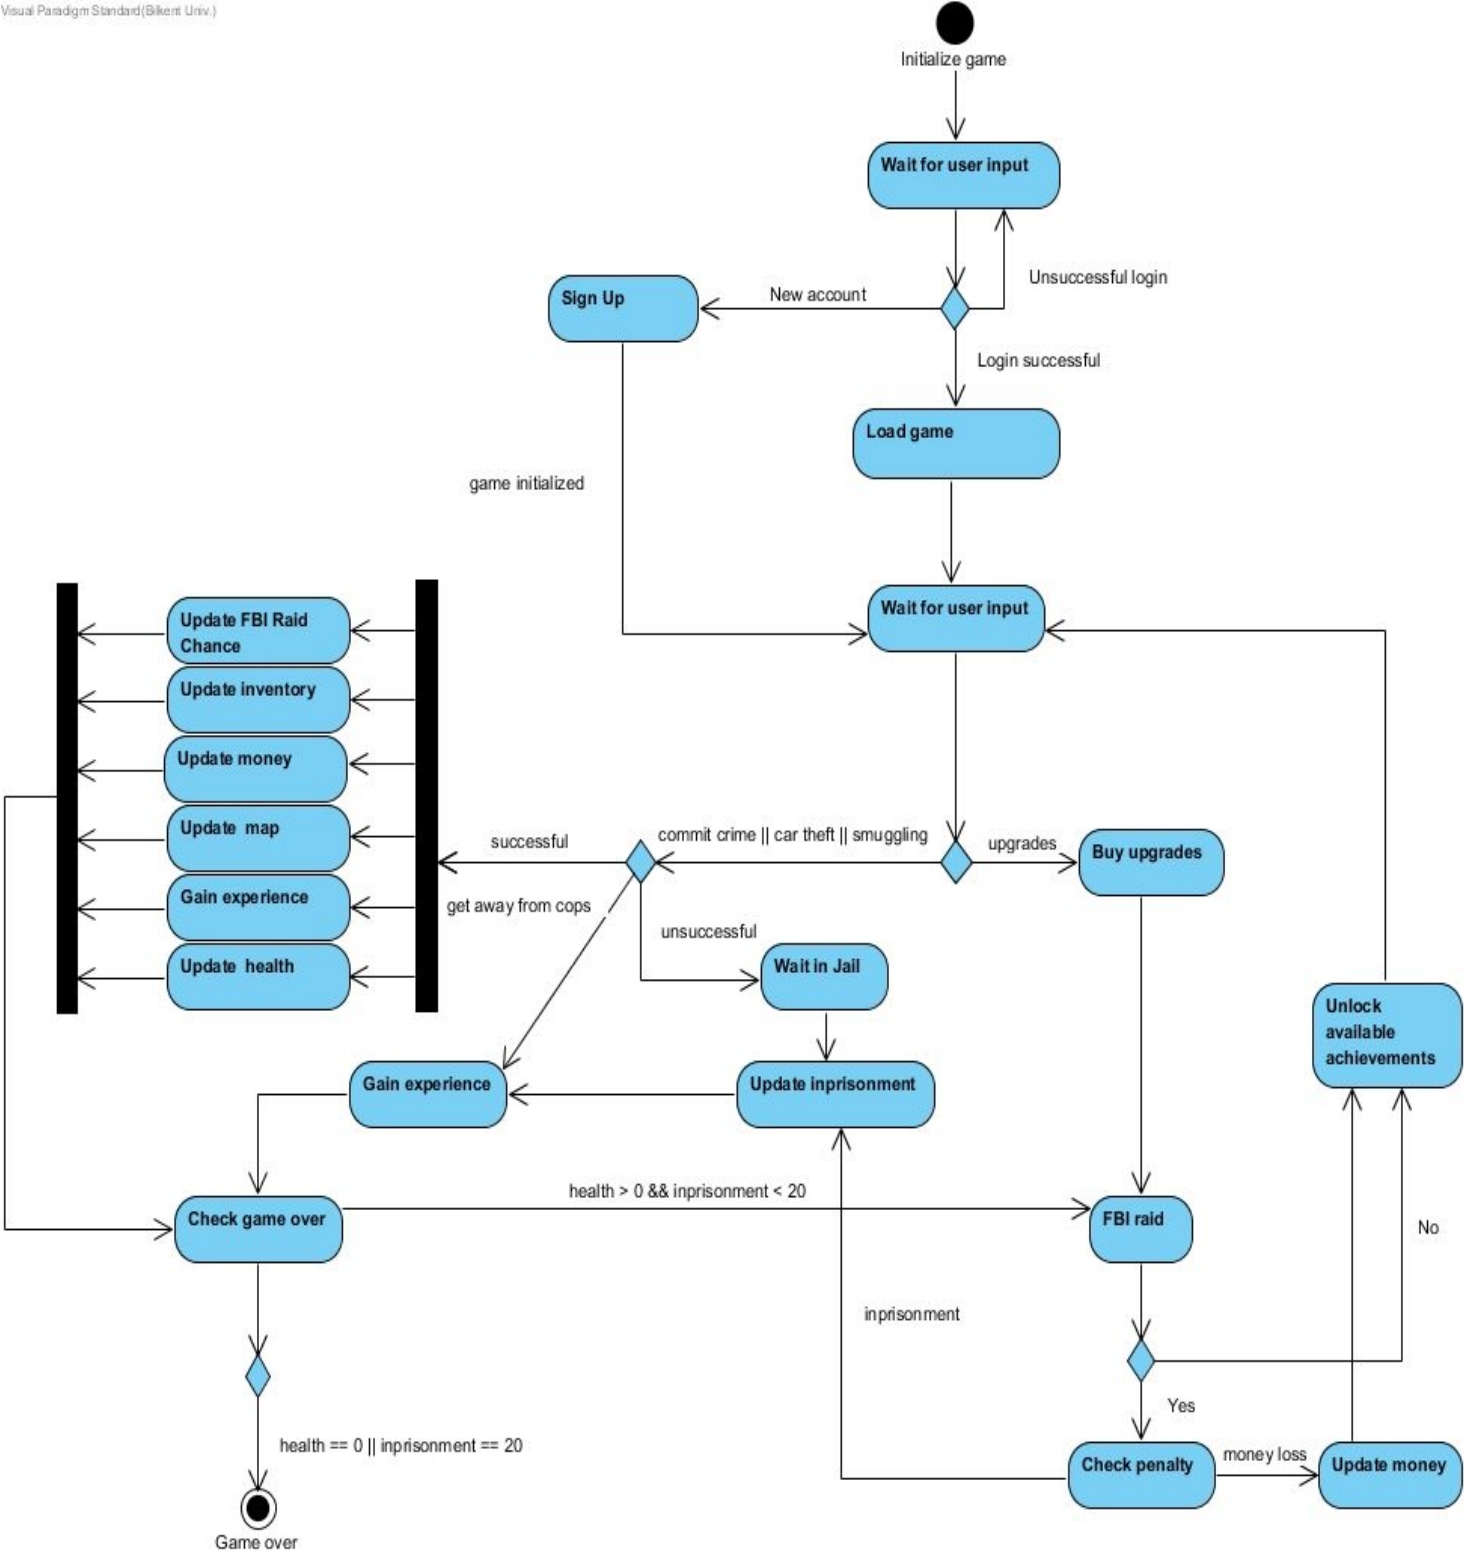 Visual Paradigm Standard(Bilkent Univ.)
Initialize game
Wait for user input
Unsuccessful login
New account
Sign Up
Login successful
Load game
game initialized
Wait for user input
Update FBI Raid
Chance
Update inventory
Update money
Update map
Gain experience
Update health
successful
commit crime || car theft || smuggling
upgrades
Buy upgrades
get away from cops
unsuccessful
Wait in Jail
Unlock
available
achievements
Gain experience
Update inprisonment
health > 0 && inprisonment < 20
Check game over
FBI raid
No
inprisonment
Yes
health == 0 || inprisonment == 20
Check penalty
money loss
Update money
Game over